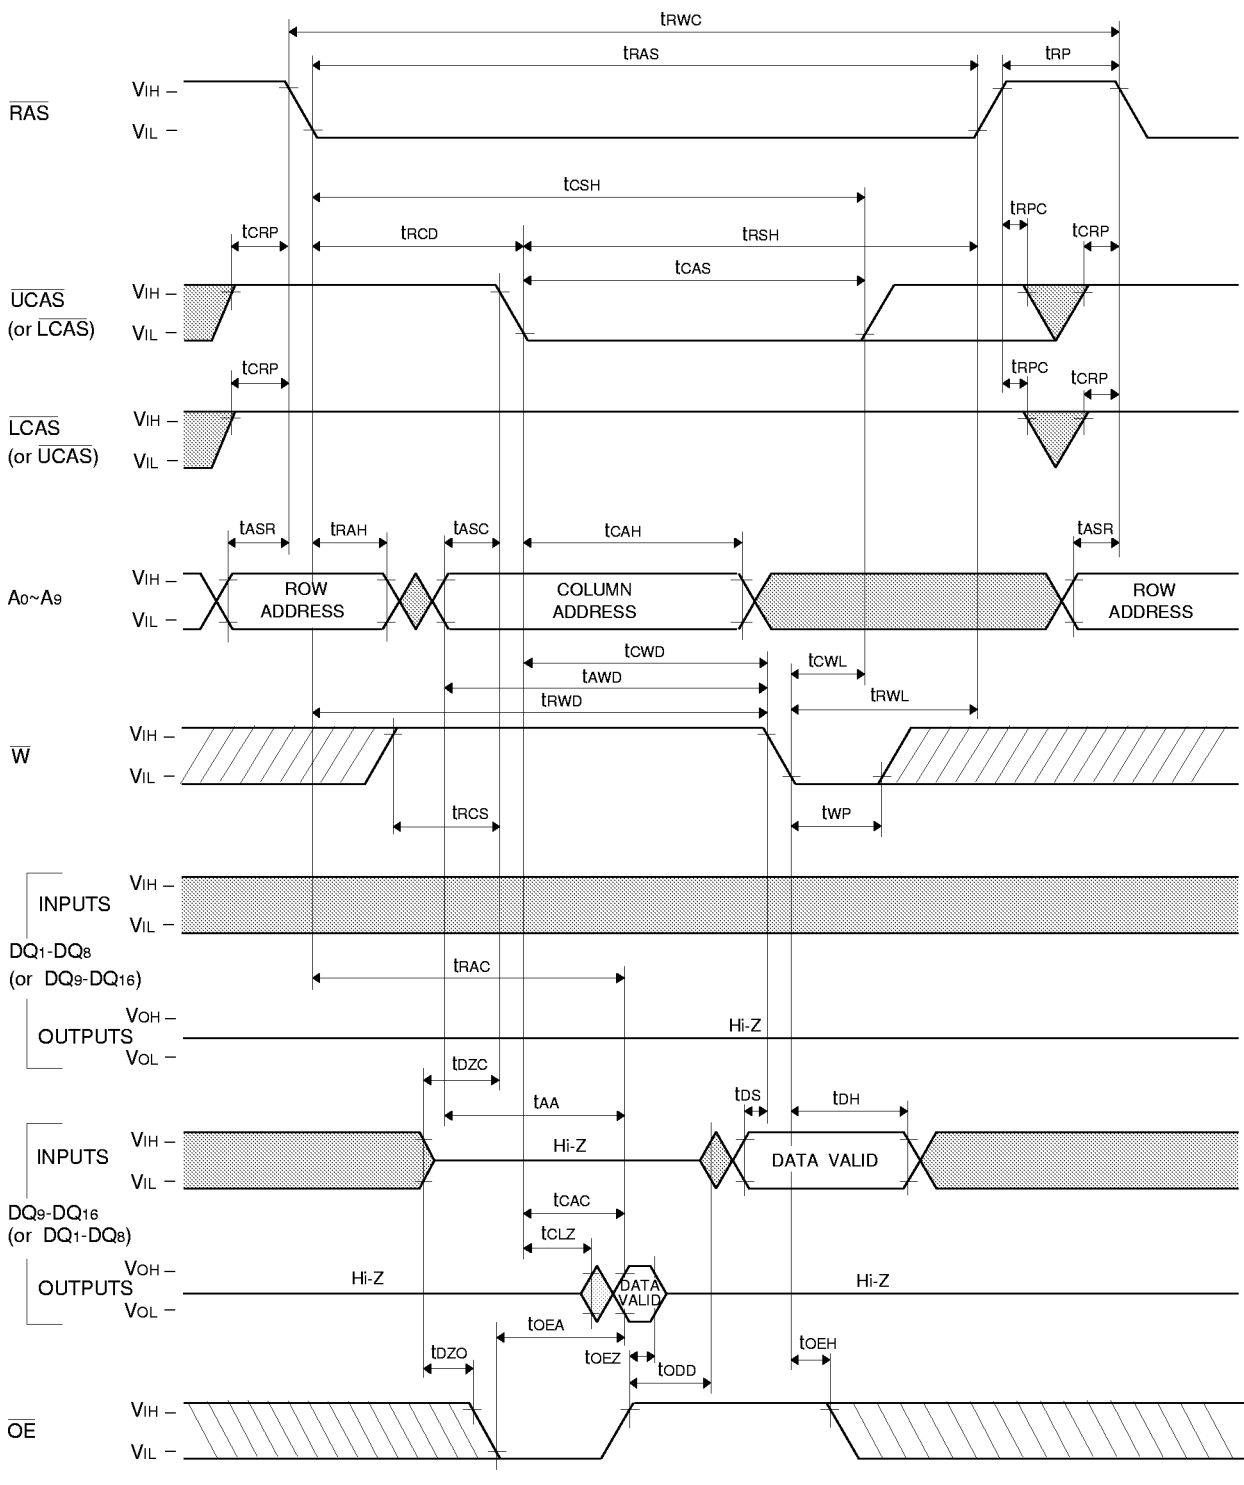 tRWC
tRAS
tRP
RAS
VIH
VIL
tCSH
tRPC
tCRP
tRCD
tRSH
tCRP
tCAS
UCAS
(or LCAS)
VIH
VIL
tCRP
tRPC
tCRP
LCAS
(or UCAS)
VIH
VIL
tASR
tRAH
tASC
tCAH
tASR
A0~A9
VIH
VIL
ROW
ADDRESS
COLUMN
ADDRESS
ROW
ADDRESS
tCWD
tCWL
tAWD
tRWD
tRWL
W
VIH
VIL
tRCS
tWP
INPUTS
VIH
VIL
DQ1-DQ8
(or DQ9-DQ16)
tRAC
OUTPUTS
VOH
VOL
Hi-Z
tDZC
tAA
tDS
tDH
INPUTS
VIH
VIL
Hi-Z
DATA VALID
DQ9-DQ16
(or DQ1-DQ8)
tCAC
tCLZ
OUTPUTS
VOH
VOL
Hi-Z
DATA
VALID
Hi-Z
tOEA
tDZO
tOEZ
tODD
tOEH
OE
VIH
VIL